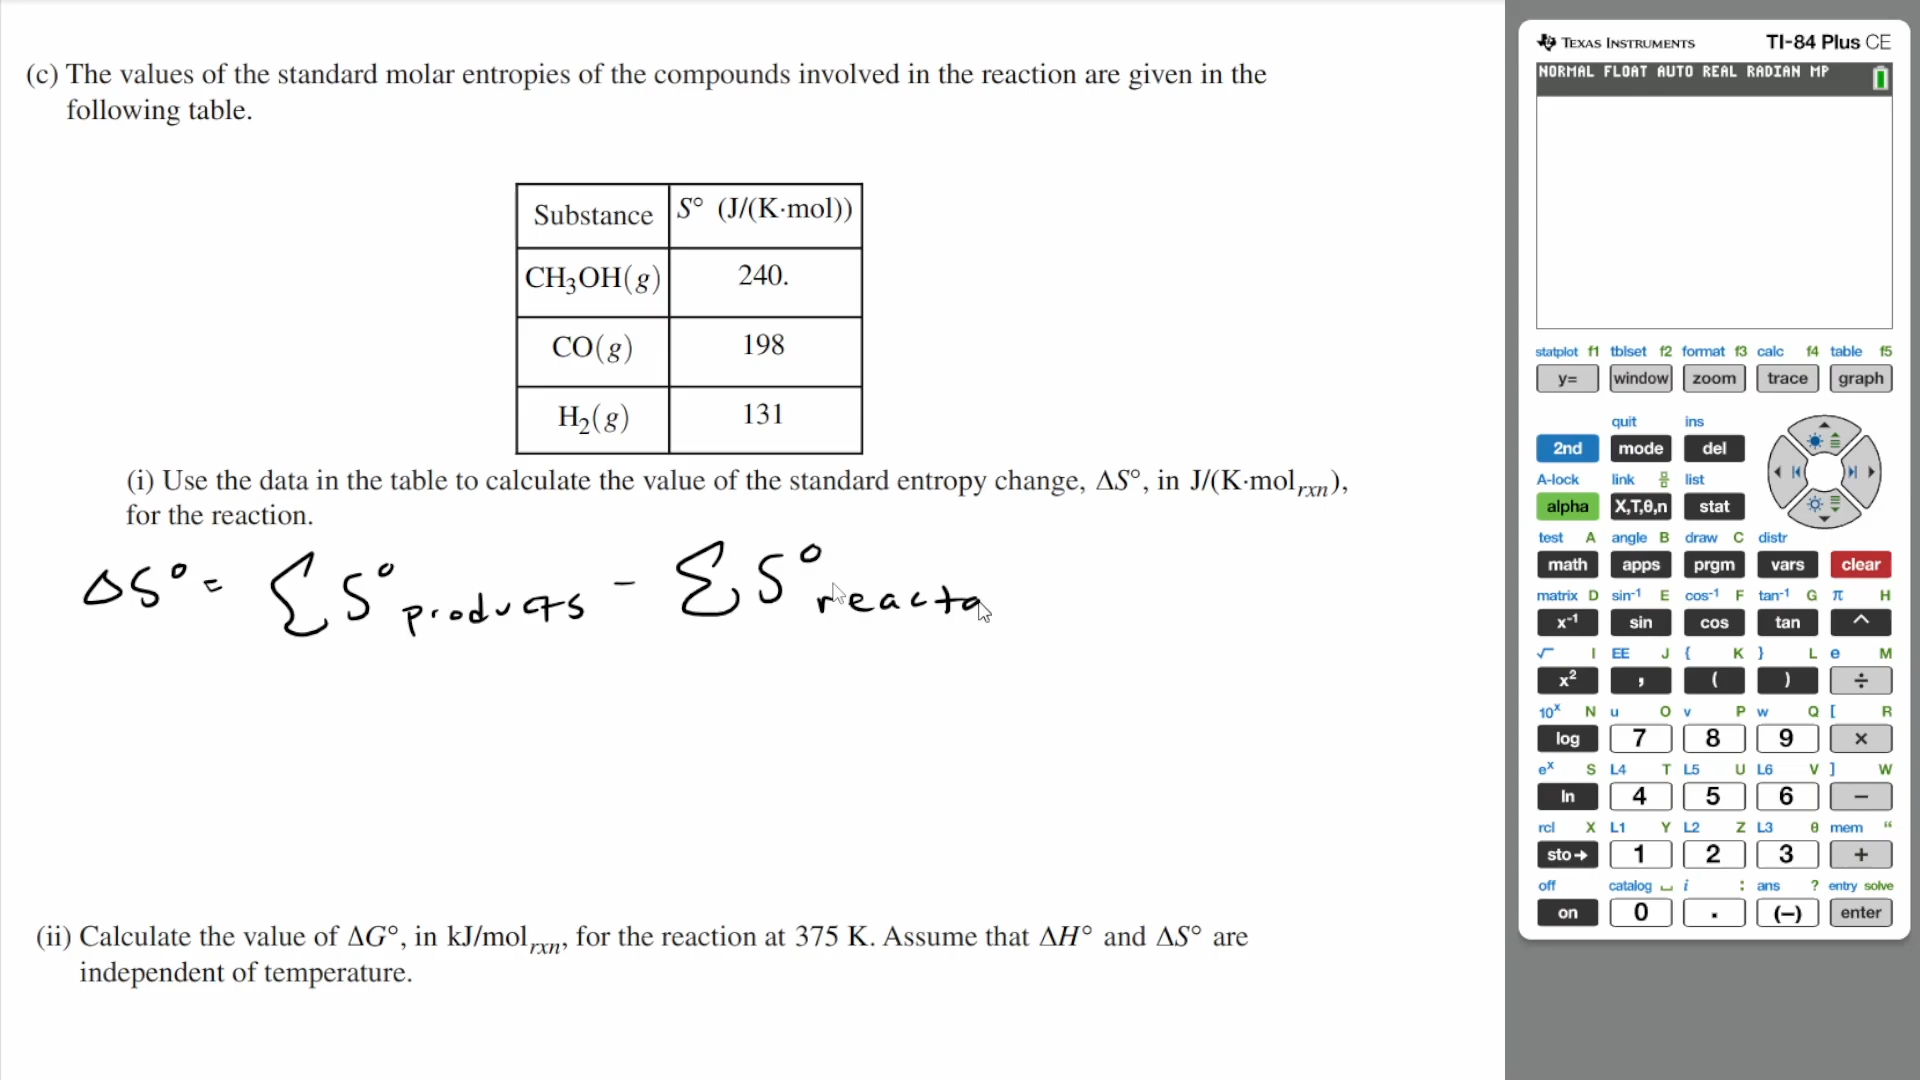 (c) The values of the standard molar entropies of the compounds involved in the reaction are given in the
following table.
Substance S° (J/(K·mol))
CH₃OH(g) 240.
CO(g) 198
H₂(g) 131
(i) Use the data in the table to calculate the value of the standard entropy change, ΔS°, in J/(K·mol_rxn),
for the reaction.
ΔS° = Σ S° products - Σ S° reacta
(ii) Calculate the value of ΔG°, in kJ/mol_rxn, for the reaction at 375 K. Assume that ΔH° and ΔS° are
independent of temperature.
TEXAS INSTRUMENTS TI-84 Plus CE
NORMAL FLOAT AUTO REAL RADIAN MP
statplot f1 tblset f2 format f3 calc f4 table f5
y= window zoom trace graph
quit ins
2nd mode del
A-lock link list
alpha X,T,θ,n stat
test A angle B draw C distr
math apps prgm vars clear
matrix D sin⁻¹ E cos⁻¹ F tan⁻¹ G π H
x⁻¹ sin cos tan ^
√ I EE J { K } L e M
x² , ( ) ÷
10ˣ N u O v P w Q [ R
log 7 8 9 ×
eˣ S L4 T L5 U L6 V ] W
ln 4 5 6 −
rcl X L1 Y L2 Z L3 θ mem “
sto→ 1 2 3 +
off catalog ⎵ i : ans ? entry solve
on 0 . (−) enter